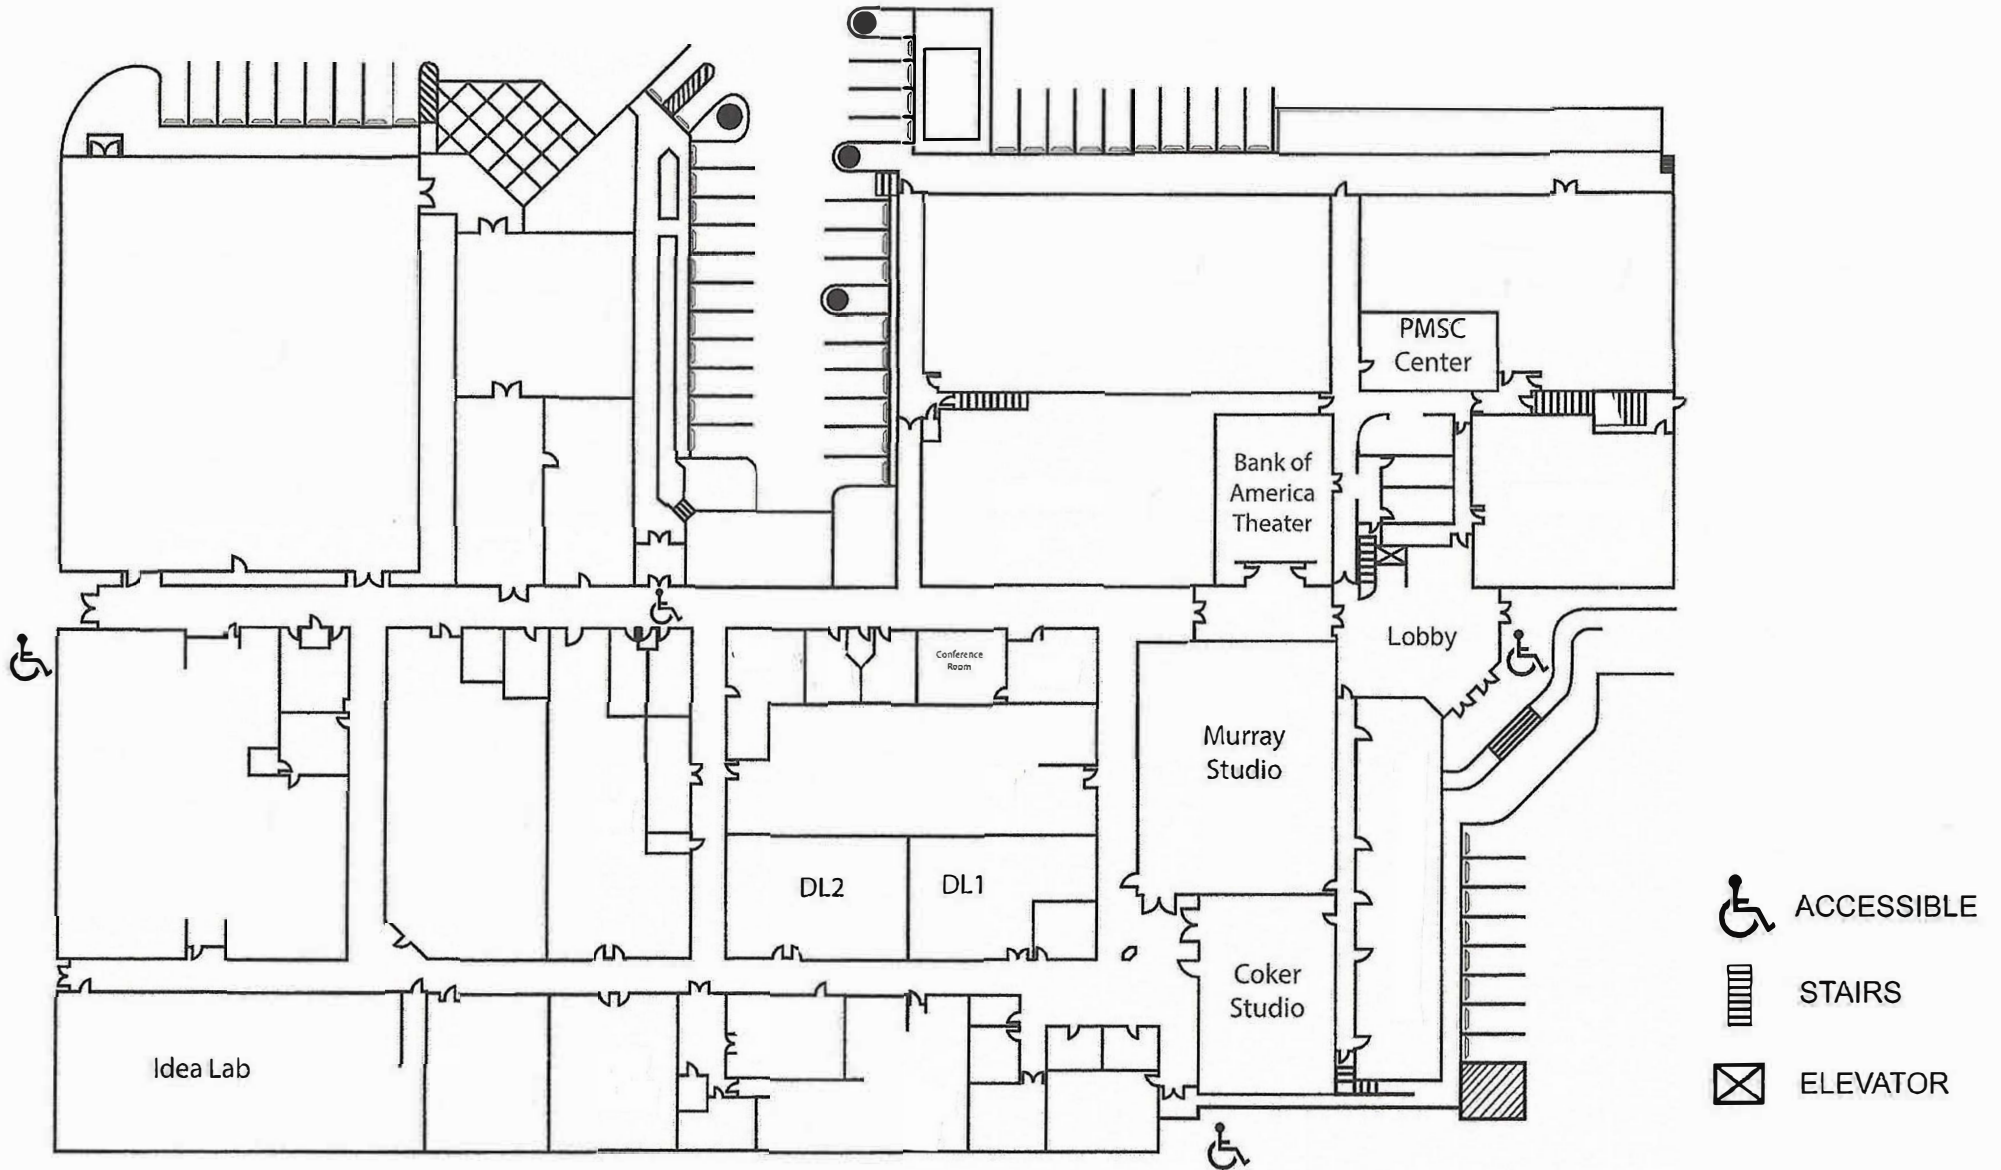 PMSC
Center
Bank of
America
Theater
Lobby
Conference
Room
Murray
Studio
DL2
DL1
Coker
Studio
Idea Lab
ACCESSIBLE
STAIRS
ELEVATOR